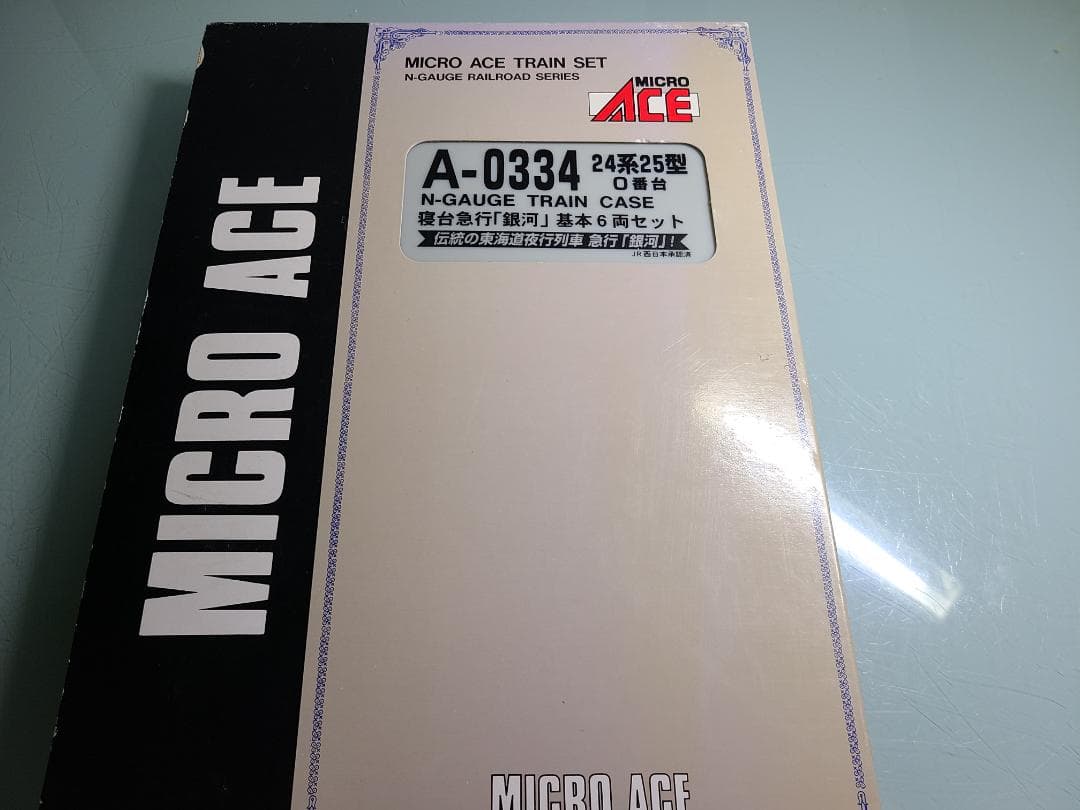 MICRO ACE
MICRO ACE TRAIN SET
N-GAUGE RAILROAD SERIES
MICRO
ACE
A-0334 24系25型
0番台
N-GAUGE TRAIN CASE
寝台急行「銀河」基本6両セット
伝統の東海道夜行列車 急行「銀河」!
JR西日本承認済
MICRO ACE